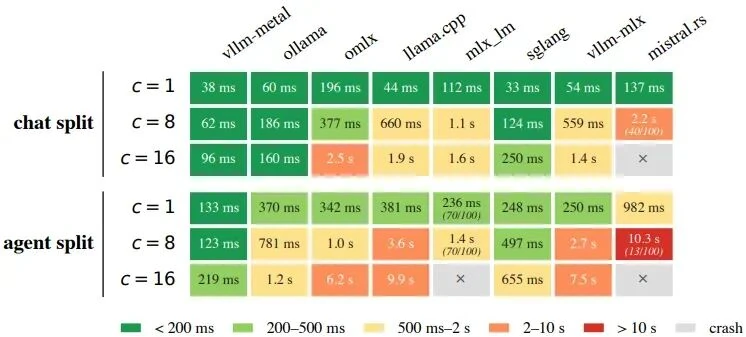 vllm-metal ollama omlx llama.cpp mlx_lm sglang vllm-mlx mistral.rs
chat split
c = 1 38 ms 60 ms 196 ms 44 ms 112 ms 33 ms 54 ms 137 ms
c = 8 62 ms 186 ms 377 ms 660 ms 1.1 s 124 ms 559 ms 2.2 s (40/100)
c = 16 96 ms 160 ms 2.5 s 1.9 s 1.6 s 250 ms 1.4 s ×
agent split
c = 1 133 ms 370 ms 342 ms 381 ms 236 ms (70/100) 248 ms 250 ms 982 ms
c = 8 123 ms 781 ms 1.0 s 3.6 s 1.4 s (70/100) 497 ms 2.7 s 10.3 s (13/100)
c = 16 219 ms 1.2 s 6.2 s 9.9 s × 655 ms 7.5 s ×
< 200 ms 200–500 ms 500 ms–2 s 2–10 s > 10 s crash